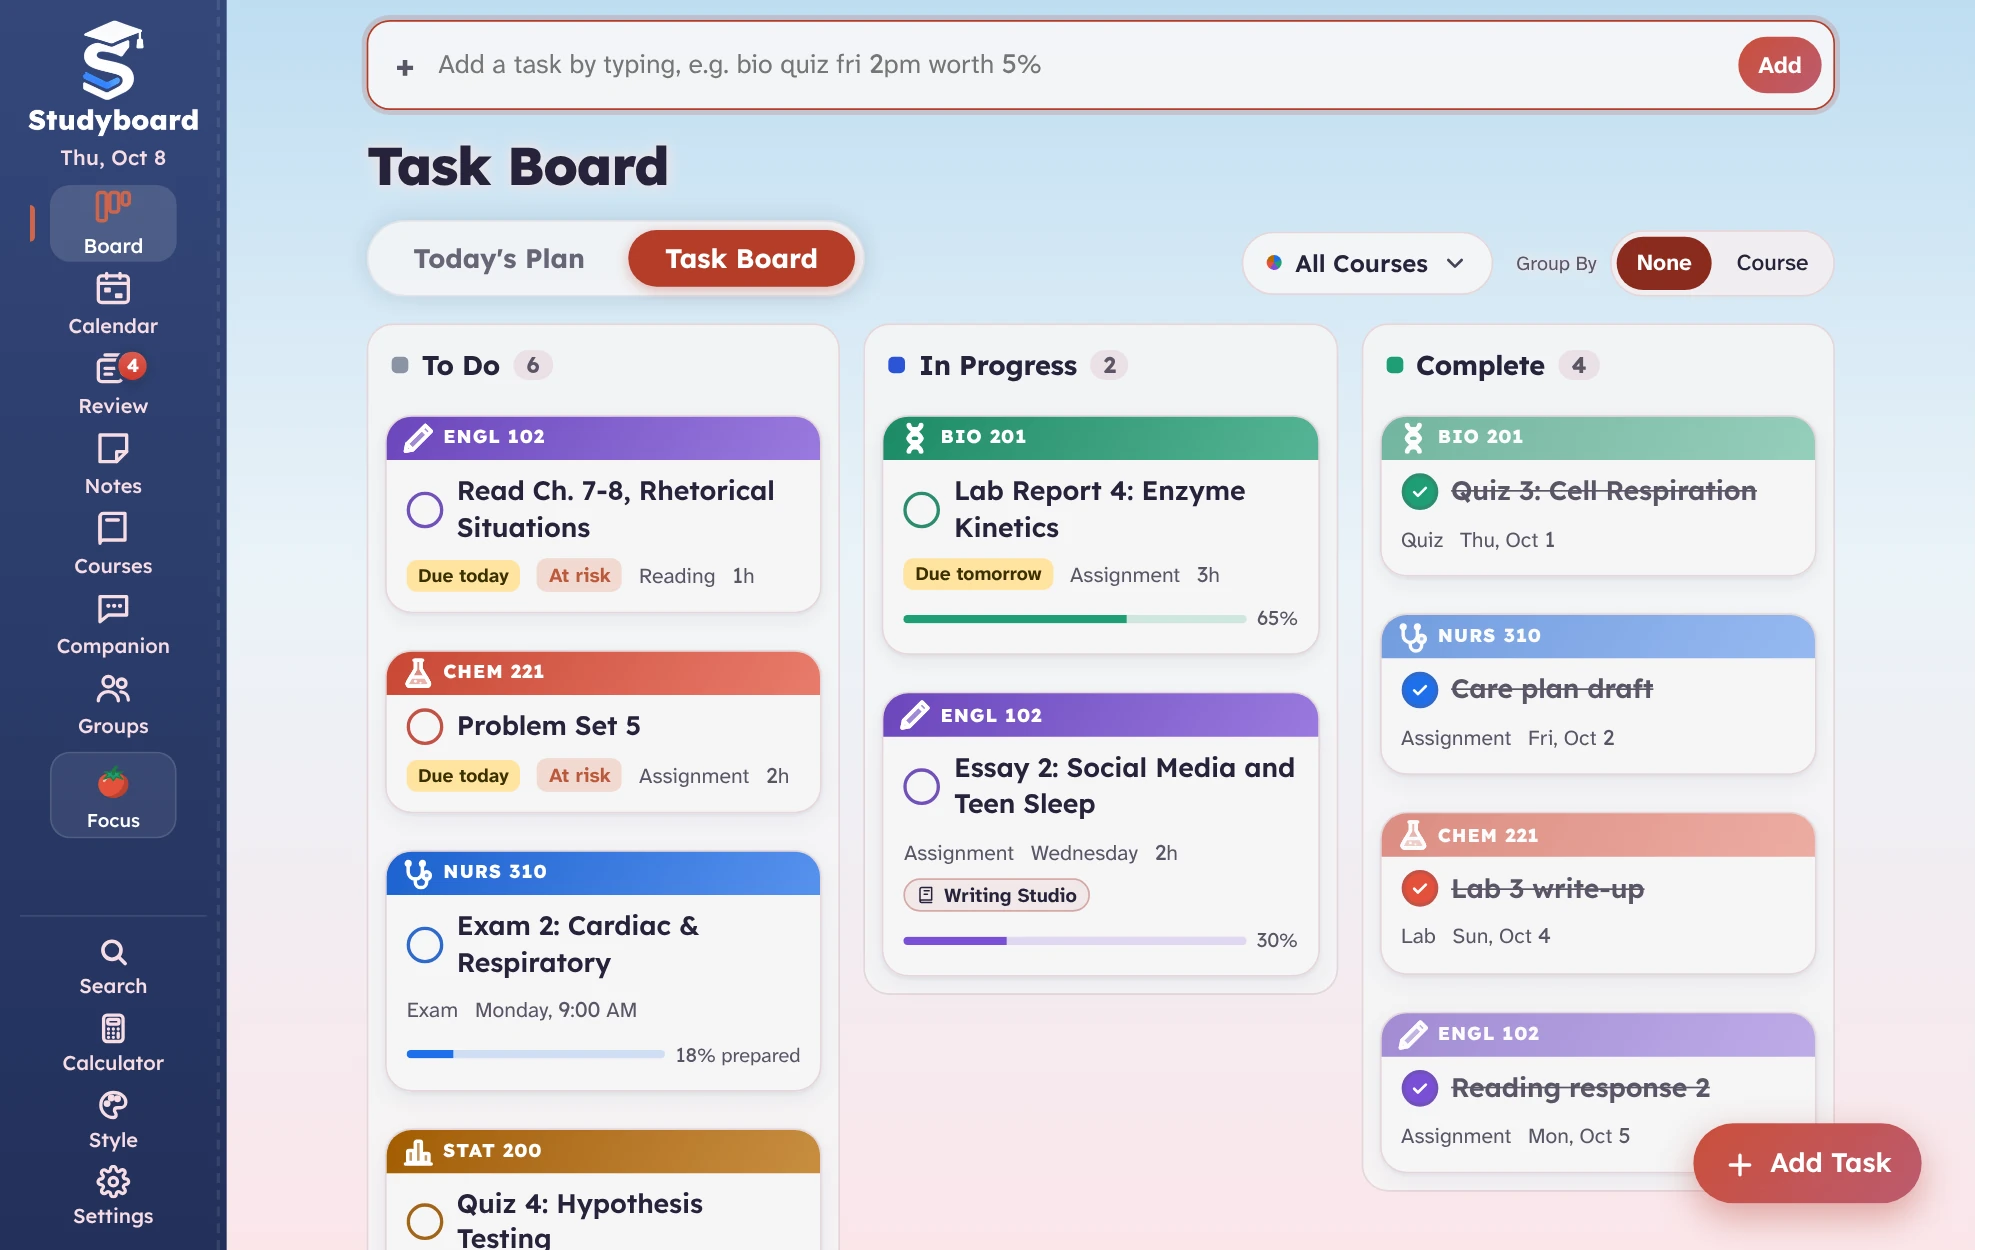 Studyboard
Thu, Oct 8
Board
Calendar
4
Review
Notes
Courses
Companion
Groups
Focus
Search
Calculator
Style
Settings
+ Add a task by typing, e.g. bio quiz fri 2pm worth 5%
Add
Task Board
Today's Plan
Task Board
All Courses
Group By
None
Course
To Do 6
ENGL 102
Read Ch. 7-8, Rhetorical
Situations
Due today At risk Reading 1h
CHEM 221
Problem Set 5
Due today At risk Assignment 2h
NURS 310
Exam 2: Cardiac &
Respiratory
Exam Monday, 9:00 AM
18% prepared
STAT 200
Quiz 4: Hypothesis
Testing
In Progress 2
BIO 201
Lab Report 4: Enzyme
Kinetics
Due tomorrow Assignment 3h
65%
ENGL 102
Essay 2: Social Media and
Teen Sleep
Assignment Wednesday 2h
Writing Studio
30%
Complete 4
BIO 201
Quiz 3: Cell Respiration
Quiz Thu, Oct 1
NURS 310
Care plan draft
Assignment Fri, Oct 2
CHEM 221
Lab 3 write-up
Lab Sun, Oct 4
ENGL 102
Reading response 2
Assignment Mon, Oct 5
+ Add Task